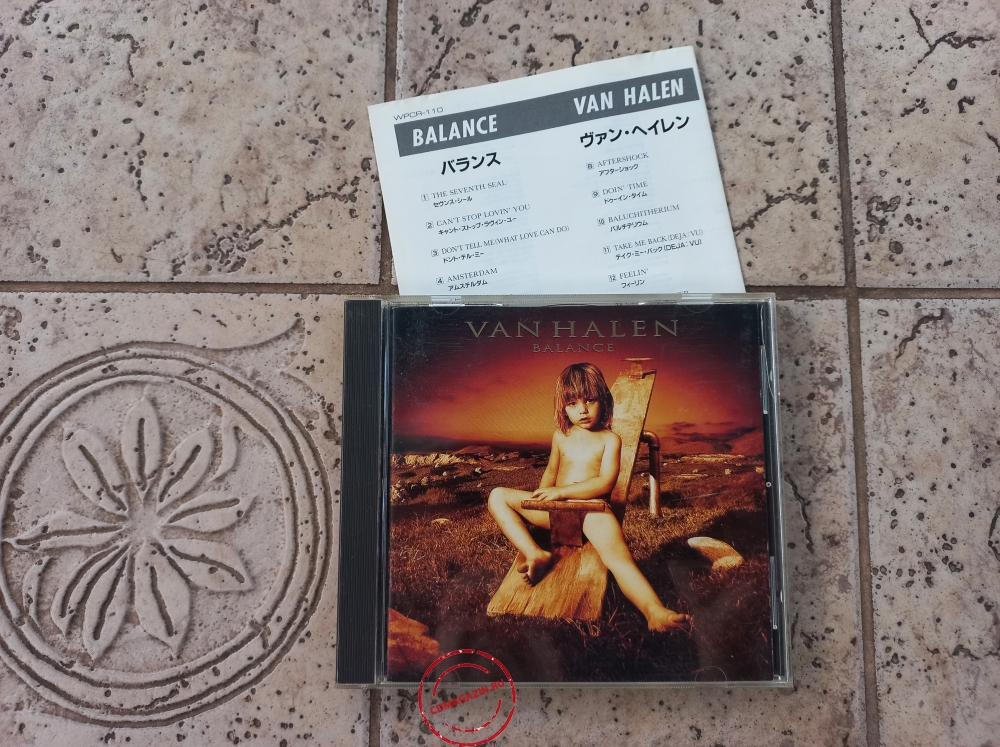 WPCR-110
BALANCE VAN HALEN
バランス
ヴァン・ヘイレン
1 THE SEVENTH SEAL
セヴンス・シール
2 CAN'T STOP LOVIN' YOU
キャント・ストップ・ラヴィン・ユー
3 DON'T TELL ME (WHAT LOVE CAN DO)
ドント・テル・ミー
4 AMSTERDAM
アムステルダム
8 AFTERSHOCK
アフターショック
9 DOIN' TIME
ドゥーイン・タイム
10 BALUCHITHERIUM
バルチテリウム
11 TAKE ME BACK (DEJA: VU)
テイク・ミー・バック (DEJA: VU)
12 FEELIN'
フィーリン
VAN HALEN
BALANCE
CDMAGAZIN.RU